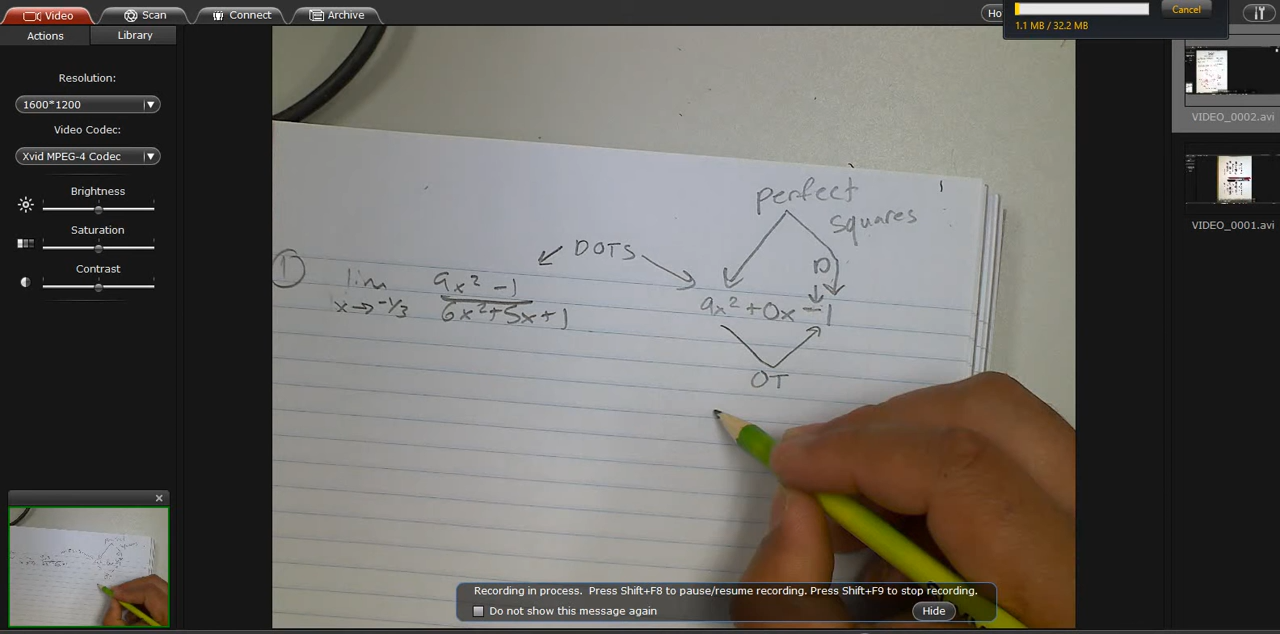 Video
Scan
Connect
Archive
Ho
Cancel
1.1 MB / 32.2 MB
Actions
Library
Resolution:
1600*1200
Video Codec:
Xvid MPEG-4 Codec
Brightness
Saturation
Contrast
VIDEO_0002.avi
VIDEO_0001.avi
perfect
squares
DOTS
D
① lim 9x² -1
x→-1/3 6x²+5x+1
9x²+0x-1
OT
Recording in process. Press Shift+F8 to pause/resume recording. Press Shift+F9 to stop recording.
Do not show this message again
Hide